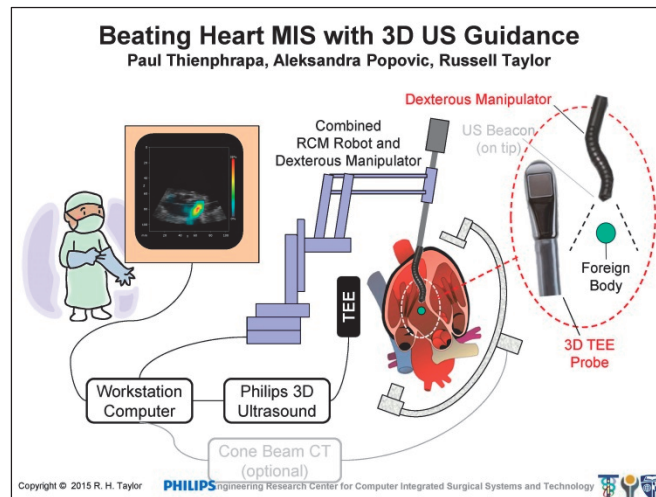 Beating Heart MIS with 3D US Guidance
Paul Thienphrapa, Aleksandra Popovic, Russell Taylor
Dexterous Manipulator
US Beacon
(on tip)
Combined
RCM Robot and
Dexterous Manipulator
Foreign
Body
TEE
3D TEE
Probe
Workstation
Computer
Philips 3D
Ultrasound
Cone Beam CT
(optional)
Copyright © 2015 R. H. Taylor
PHILIPS
ngineering Research Center for Computer Integrated Surgical Systems and Technology